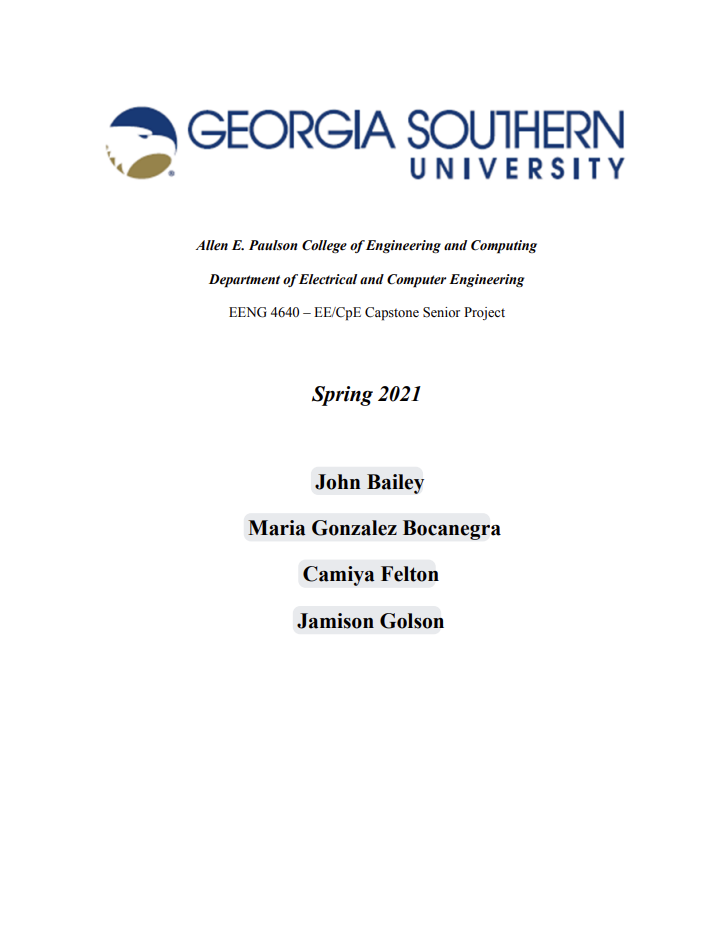 GEORGIA SOUTHERN
UNIVERSITY
Allen E. Paulson College of Engineering and Computing
Department of Electrical and Computer Engineering
EENG 4640 – EE/CpE Capstone Senior Project
Spring 2021
John Bailey
Maria Gonzalez Bocanegra
Camiya Felton
Jamison Golson